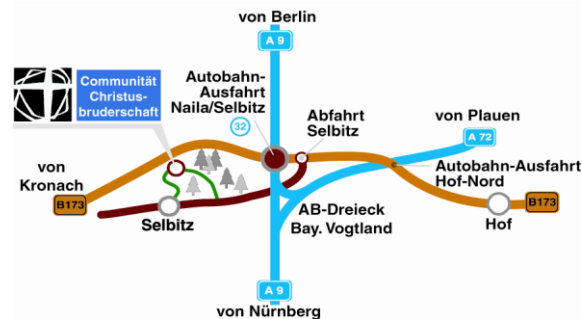 von Berlin
A 9
Communität
Christus-
bruderschaft
Autobahn-
Ausfahrt
Naila/Selbitz
32
Abfahrt
Selbitz
von Plauen
A 72
von
Kronach
B173
Autobahn-Ausfahrt
Hof-Nord
Selbitz
AB-Dreieck
Bay. Vogtland
Hof
B173
A 9
von Nürnberg